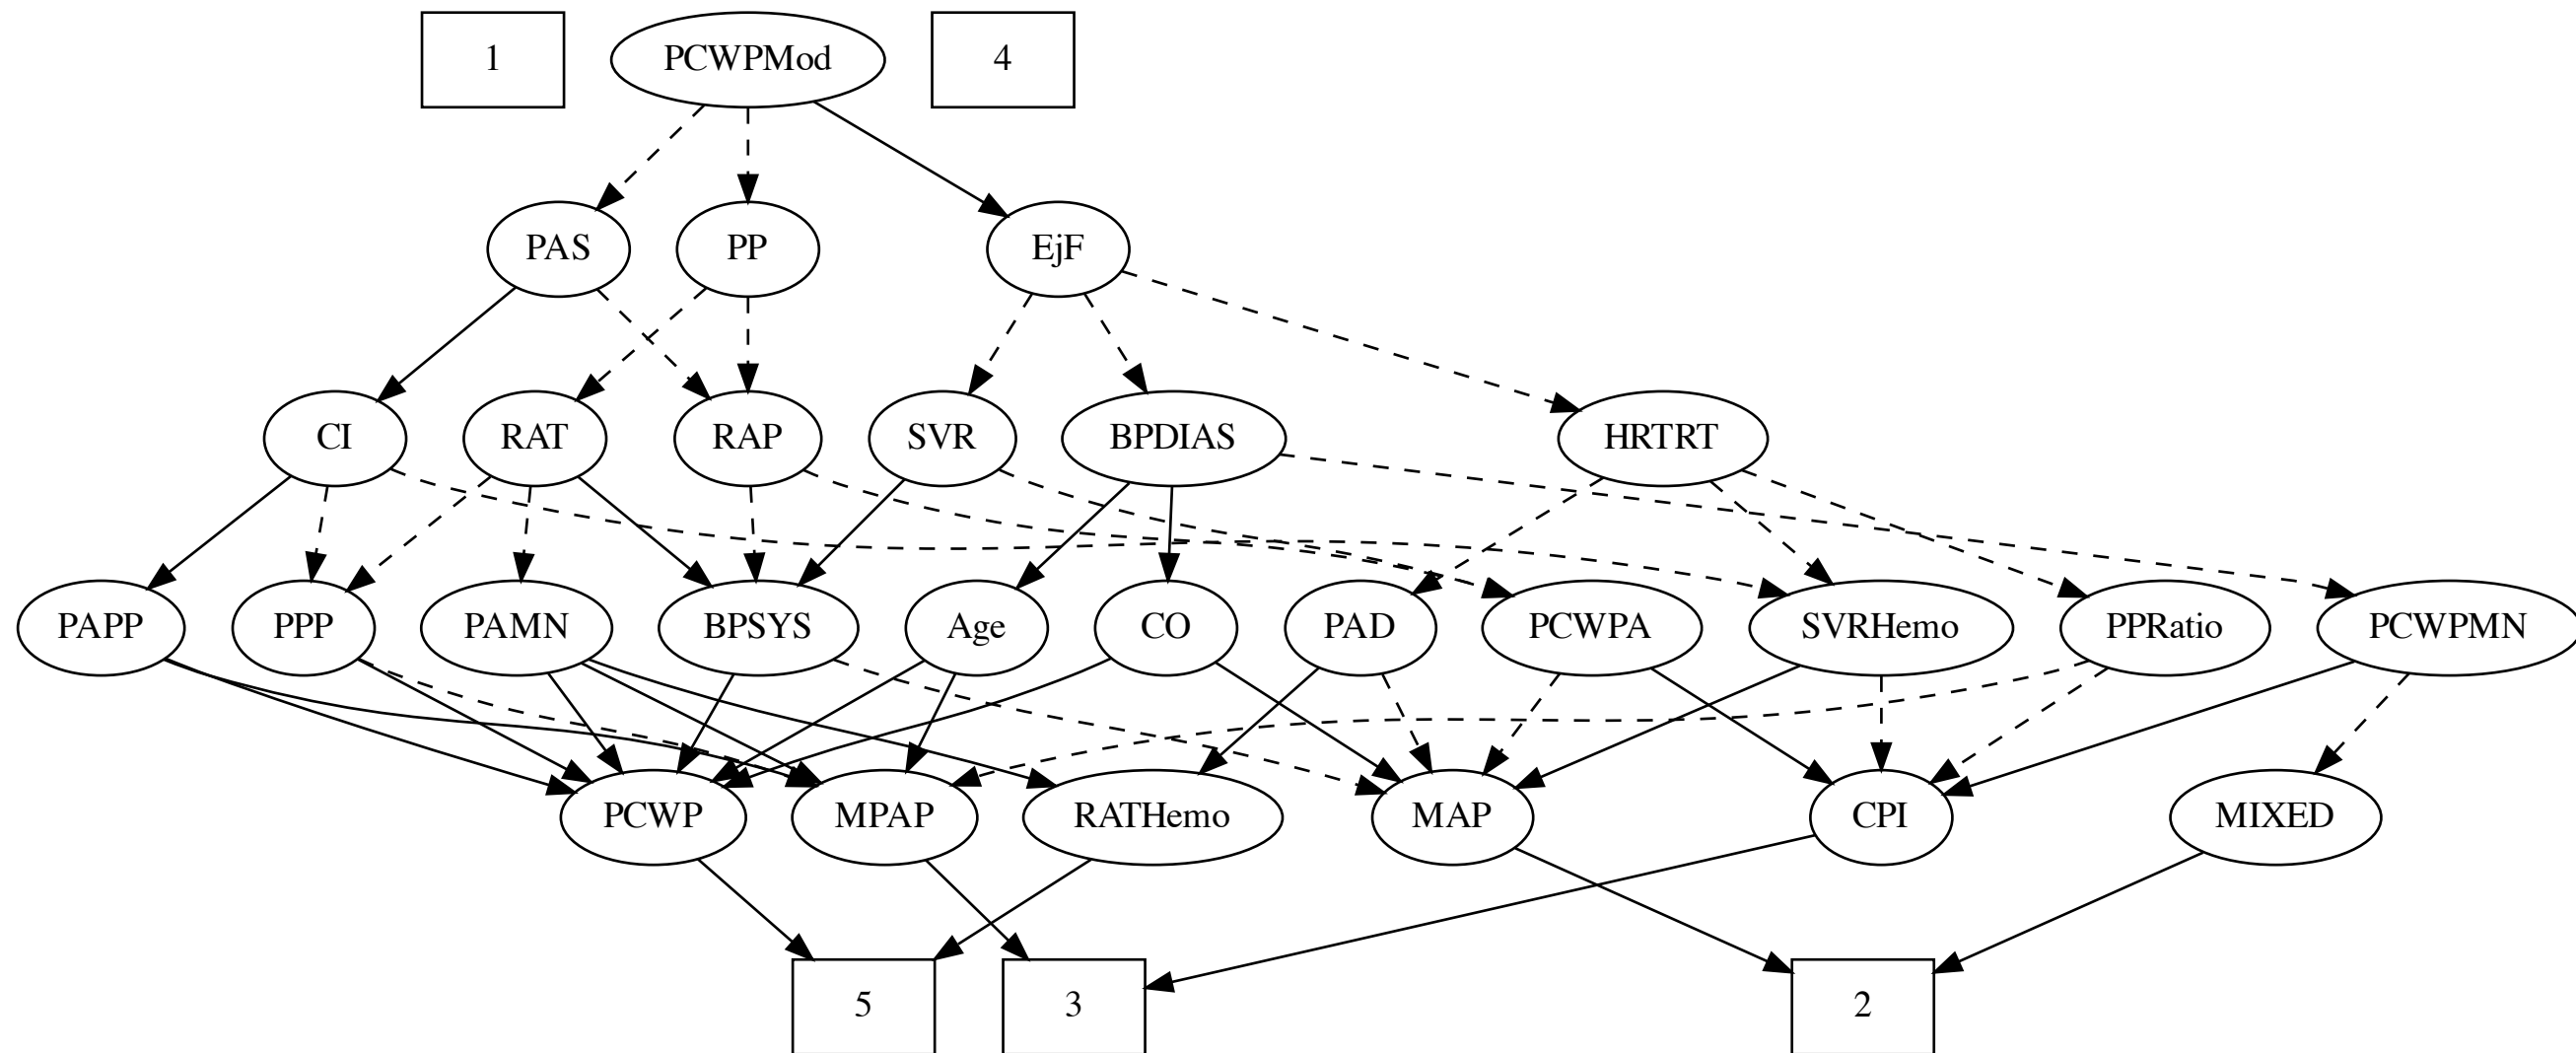 1
PCWPMod
4
PAS
PP
EjF
CI
RAT
RAP
SVR
BPDIAS
HRTRT
PAPP
PPP
PAMN
BPSYS
Age
CO
PAD
PCWPA
SVRHemo
PPRatio
PCWPMN
PCWP
MPAP
RATHemo
MAP
CPI
MIXED
5
3
2